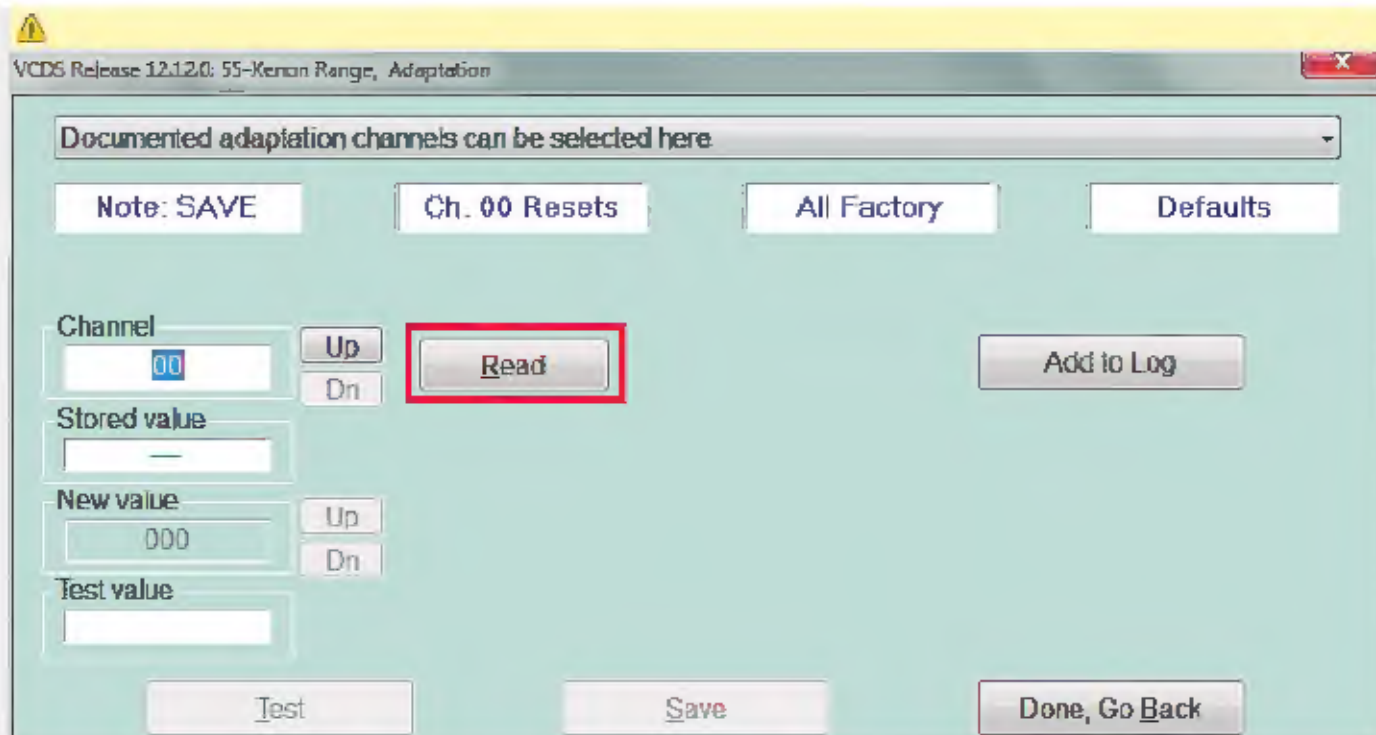 VCDS Release 12.12.0: 55-Xenon Range, Adaptation
Documented adaptation channels can be selected here
Note: SAVE
Ch. 00 Resets
All Factory
Defaults
Channel
00
Up
Dn
Read
Add to Log
Stored value
—
New value
000
Up
Dn
Test value
Test
Save
Done, Go Back